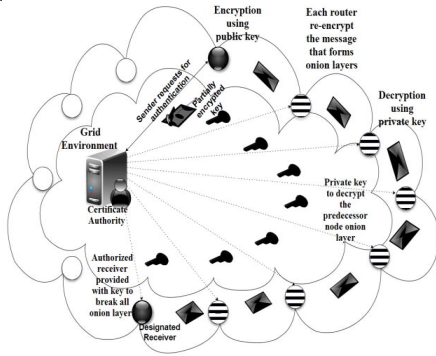 Encryption
using
public key
Each router
re-encrypt
the message
that forms
onion layers
Sender requests for
authentication
Partially
encrypted
key
Decryption
using
private key
Grid
Environment
Certificate
Authority
Private key
to decrypt
the
predecessor
node onion
layer
Authorized
receiver
provided
with key to
break all
onion layer
Designated
Receiver